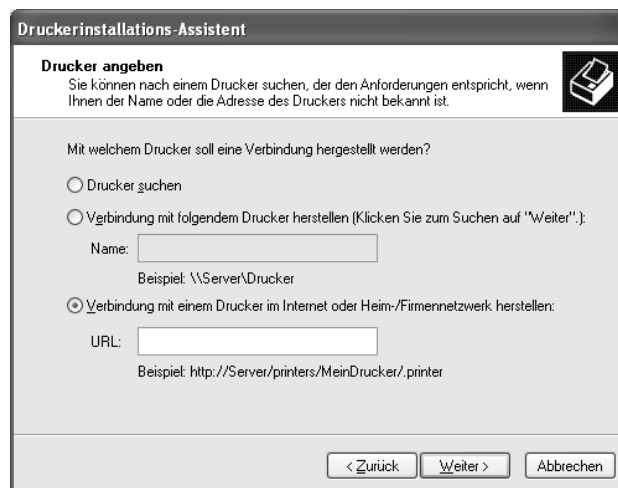 Druckerinstallations-Assistent
Drucker angeben
Sie können nach einem Drucker suchen, der den Anforderungen entspricht, wenn
Ihnen der Name oder die Adresse des Druckers nicht bekannt ist.
Mit welchem Drucker soll eine Verbindung hergestellt werden?
Drucker suchen
Verbindung mit folgendem Drucker herstellen (Klicken Sie zum Suchen auf "Weiter".):
Name:
Beispiel: \\Server\Drucker
Verbindung mit einem Drucker im Internet oder Heim-/Firmennetzwerk herstellen:
URL:
Beispiel: http://Server/printers/MeinDrucker/.printer
< Zurück Weiter > Abbrechen